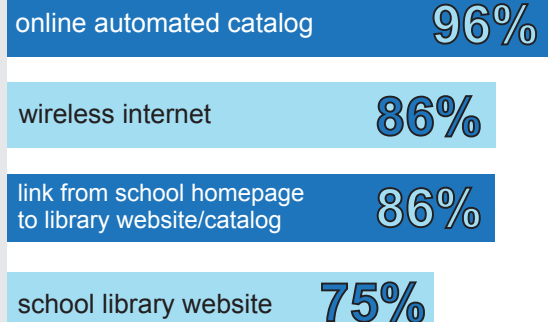 online automated catalog 96%
wireless internet 86%
link from school homepage
to library website/catalog 86%
school library website 75%